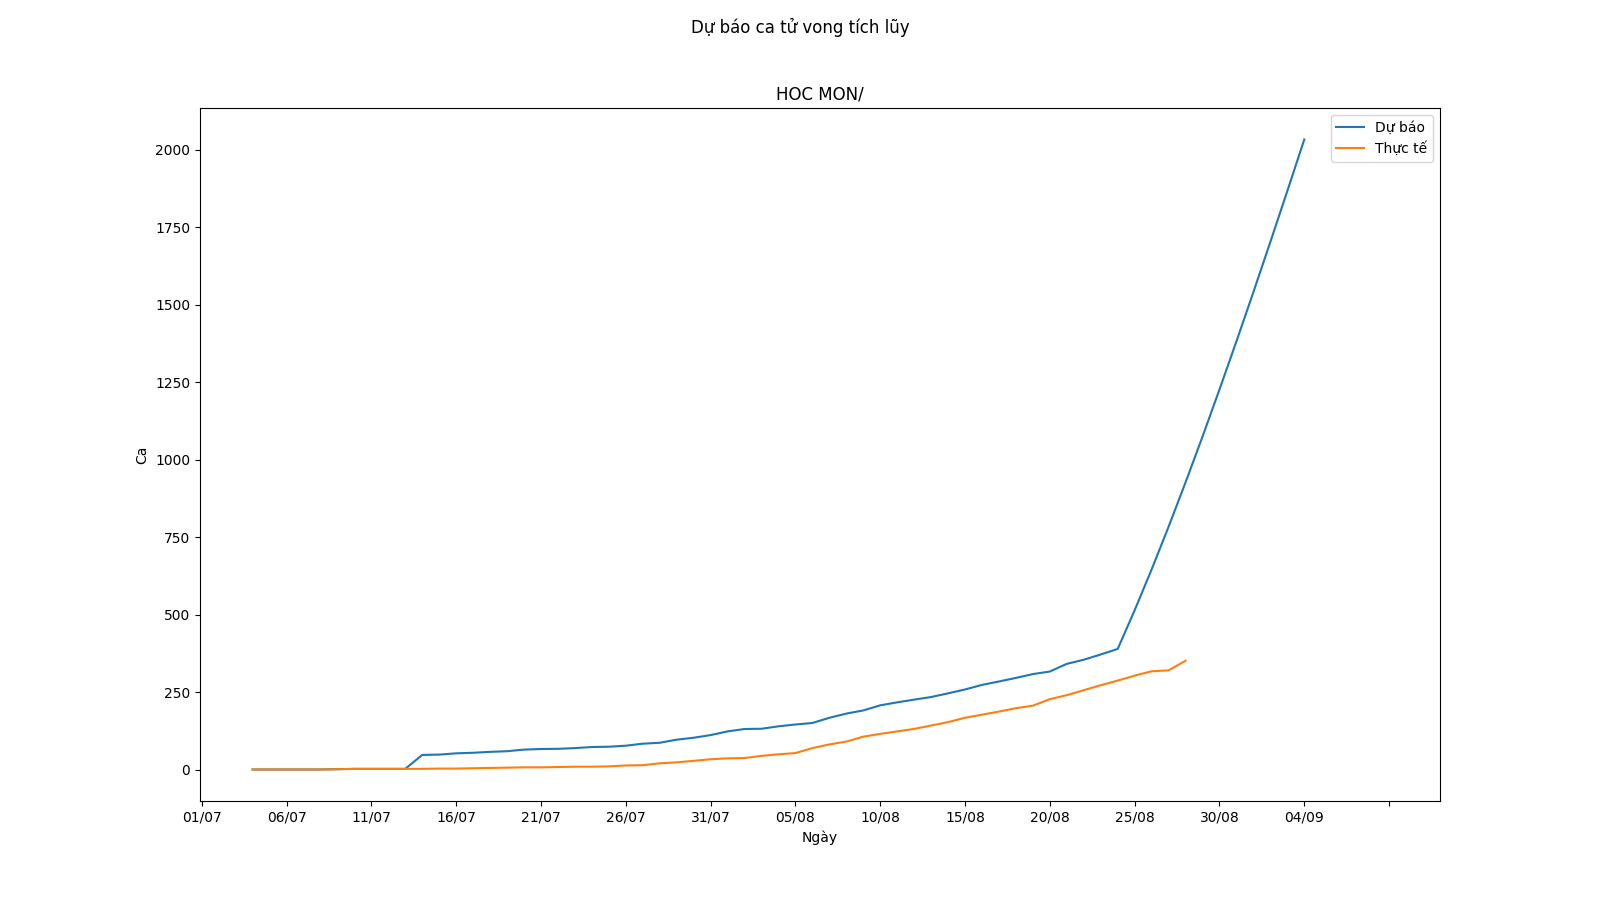 Dự báo ca tử vong tích lũy
HOC MON/
Dự báo
Thực tế
2000
1750
1500
1250
1000
750
500
250
0
Ca
01/07 06/07 11/07 16/07 21/07 26/07 31/07 05/08 10/08 15/08 20/08 25/08 30/08 04/09
Ngày